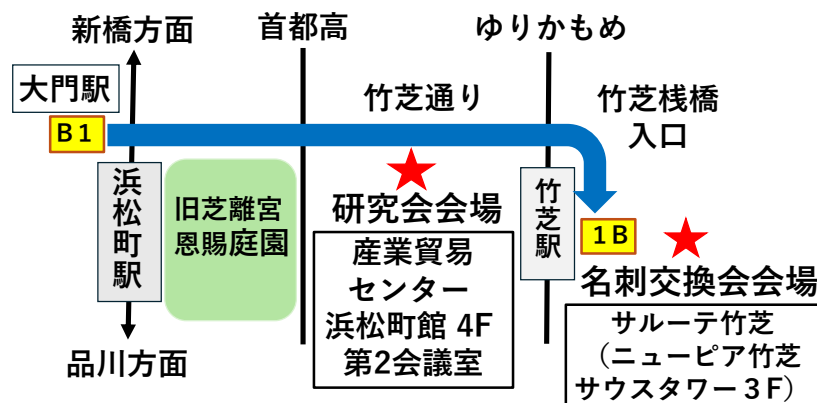 新橋方面
首都高
ゆりかもめ
大門駅
B1
竹芝通り
竹芝桟橋
入口
浜松町駅
旧芝離宮
恩賜庭園
研究会会場
産業貿易
センター
浜松町館 4F
第2会議室
竹芝駅
1B
名刺交換会会場
サルーテ竹芝
（ニューピア竹芝
サウスタワー3F）
品川方面